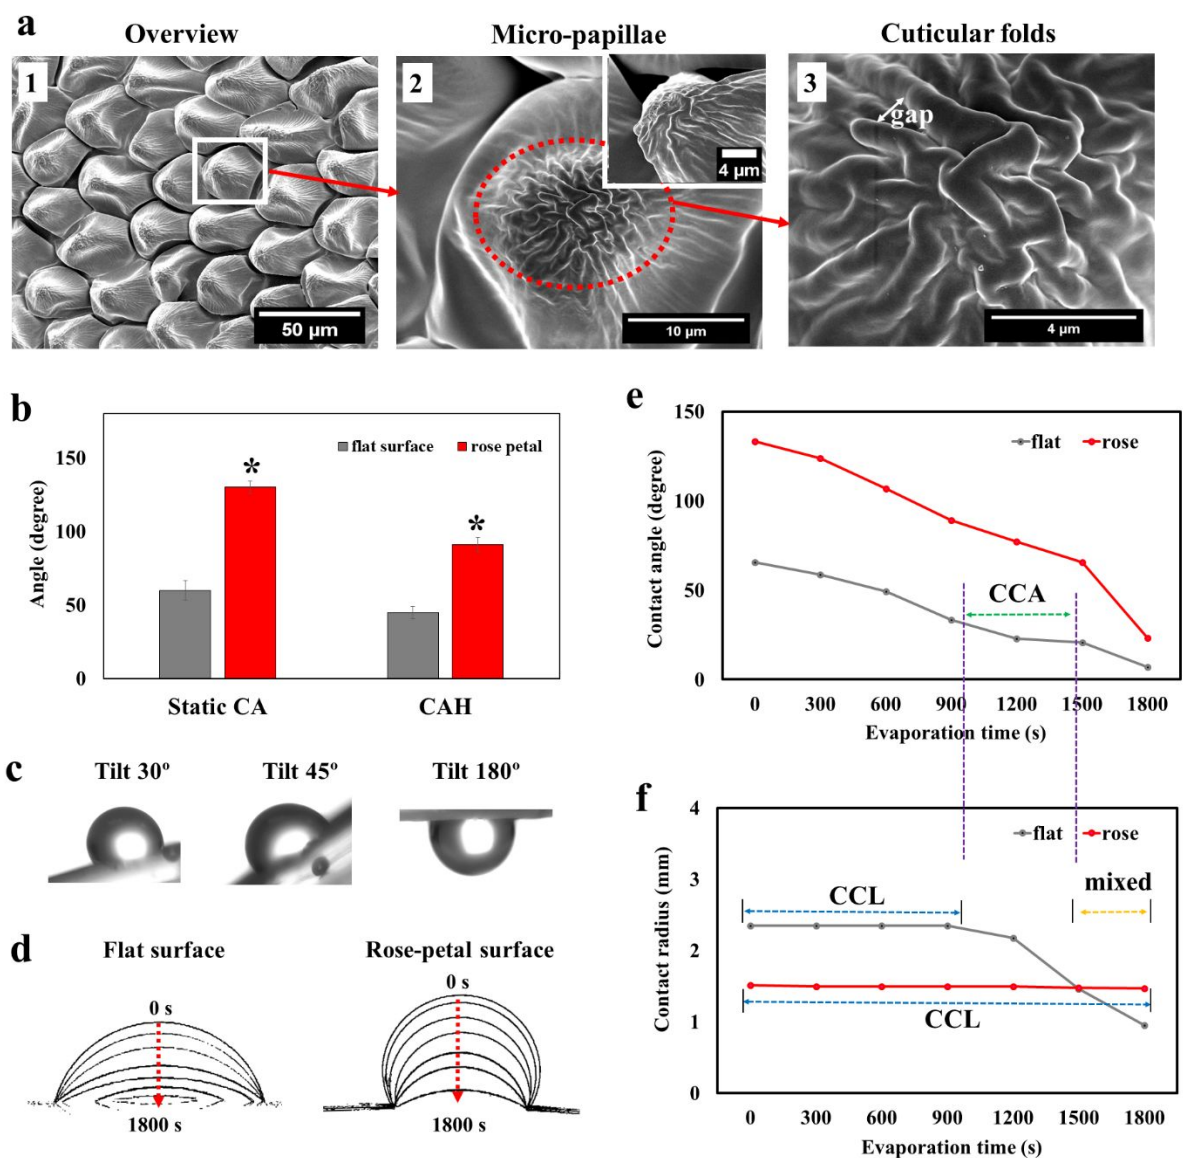 a
Overview
Micro-papillae
Cuticular folds
1
50 µm
2
4 µm
10 µm
3
gap
4 µm
b
Angle (degree)
150
100
50
0
flat surface
rose petal
*
*
Static CA
CAH
c
Tilt 30º
Tilt 45º
Tilt 180º
d
Flat surface
Rose-petal surface
0 s
1800 s
0 s
1800 s
e
Contact angle (degree)
150
100
50
0
flat
rose
CCA
0 300 600 900 1200 1500 1800
Evaporation time (s)
f
Contact radius (mm)
4
3
2
1
0
flat
rose
CCL
mixed
CCL
0 300 600 900 1200 1500 1800
Evaporation time (s)